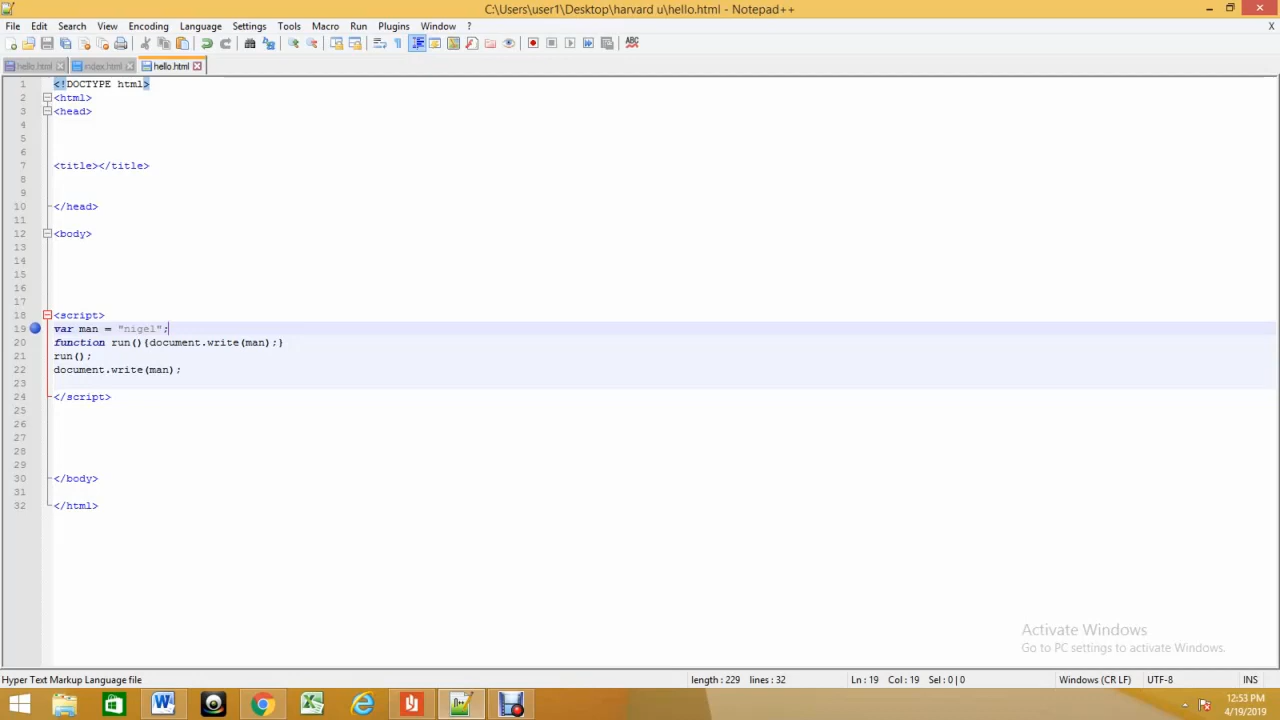 C:\Users\user1\Desktop\harvard u\hello.html - Notepad++
File Edit Search View Encoding Language Settings Tools Macro Run Plugins Window ? X
hello.html index.html hello.html
1 <!DOCTYPE html>
2 <html>
3 <head>
4
5
6
7 <title></title>
8
9
10 </head>
11
12 <body>
13
14
15
16
17
18 <script>
19 var man = "nigel";
20 function run(){document.write(man);}
21 run();
22 document.write(man);
23
24 </script>
25
26
27
28
29
30 </body>
31
32 </html>
Activate Windows
Go to PC settings to activate Windows.
Hyper Text Markup Language file length : 229 lines : 32 Ln : 19 Col : 19 Sel : 0 | 0 Windows (CR LF) UTF-8 INS
12:53 PM
4/19/2019